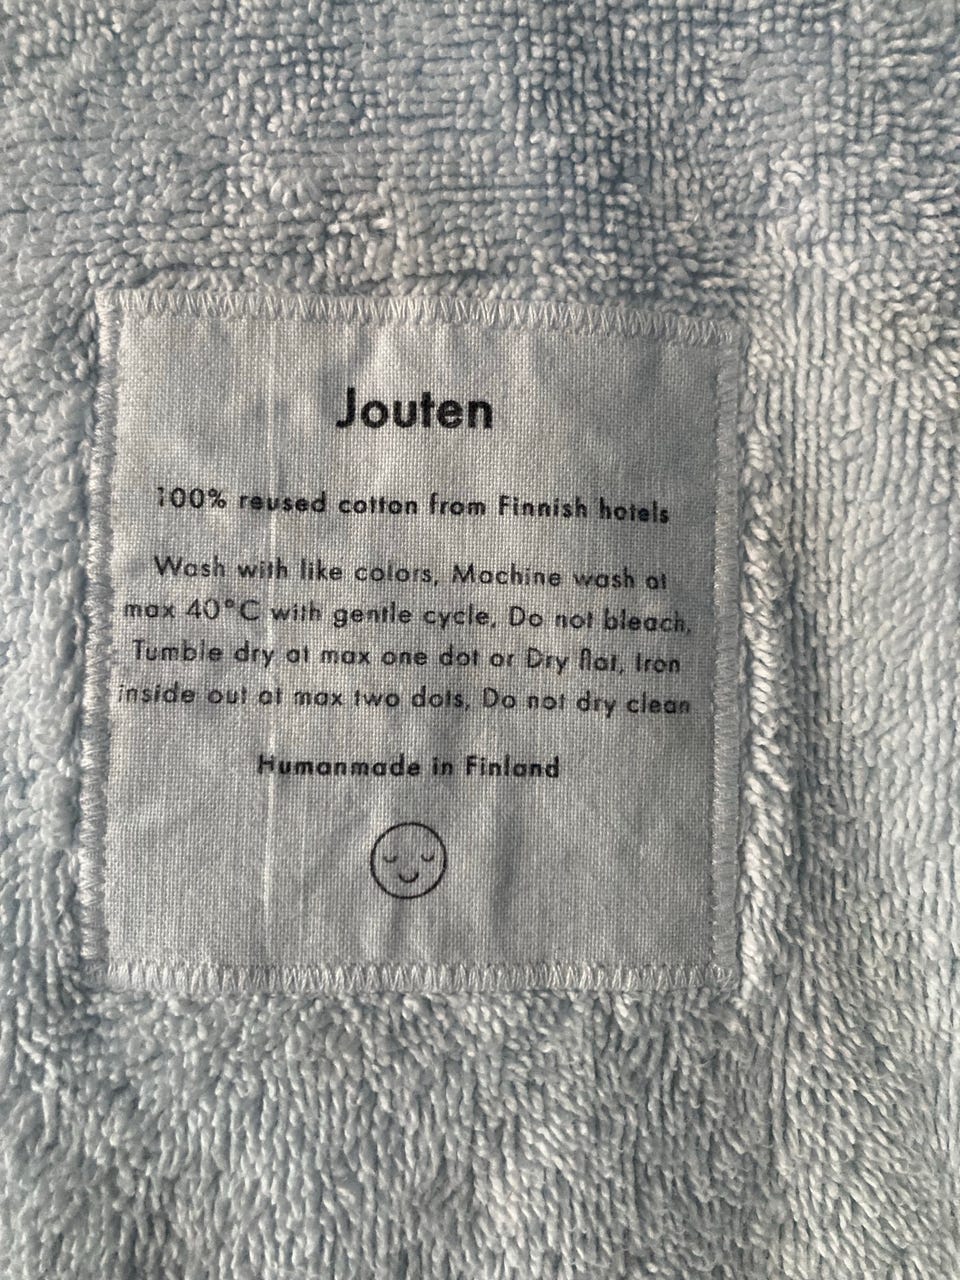 Jouten
100% reused cotton from Finnish hotels
Wash with like colors, Machine wash at
max 40°C with gentle cycle, Do not bleach,
Tumble dry at max one dot or Dry flat, Iron
inside out at max two dots, Do not dry clean
Humanmade in Finland